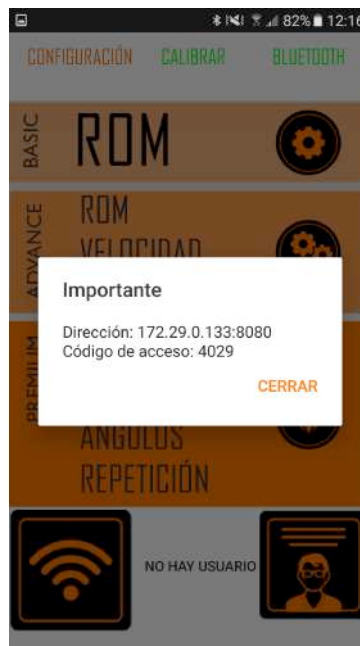 82% 12:16
CONFIGURACIÓN CALIBRAR BLUETOOTH
BASIC
ROM
ADVANCE
ROM
VELOCIDAD
Importante
Dirección: 172.29.0.133:8080
Código de acceso: 4029
CERRAR
PREMIUM
ÁNGULOS
REPETICIÓN
NO HAY USUARIO